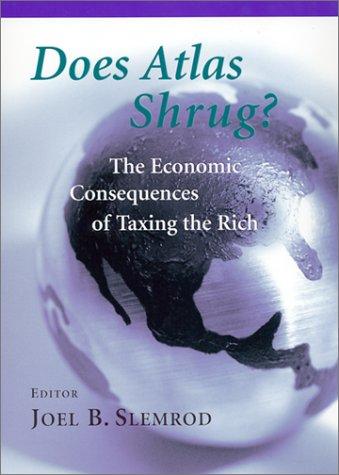 Does Atlas
Shrug?
The Economic
Consequences
of Taxing the Rich
EDITOR
JOEL B. SLEMROD